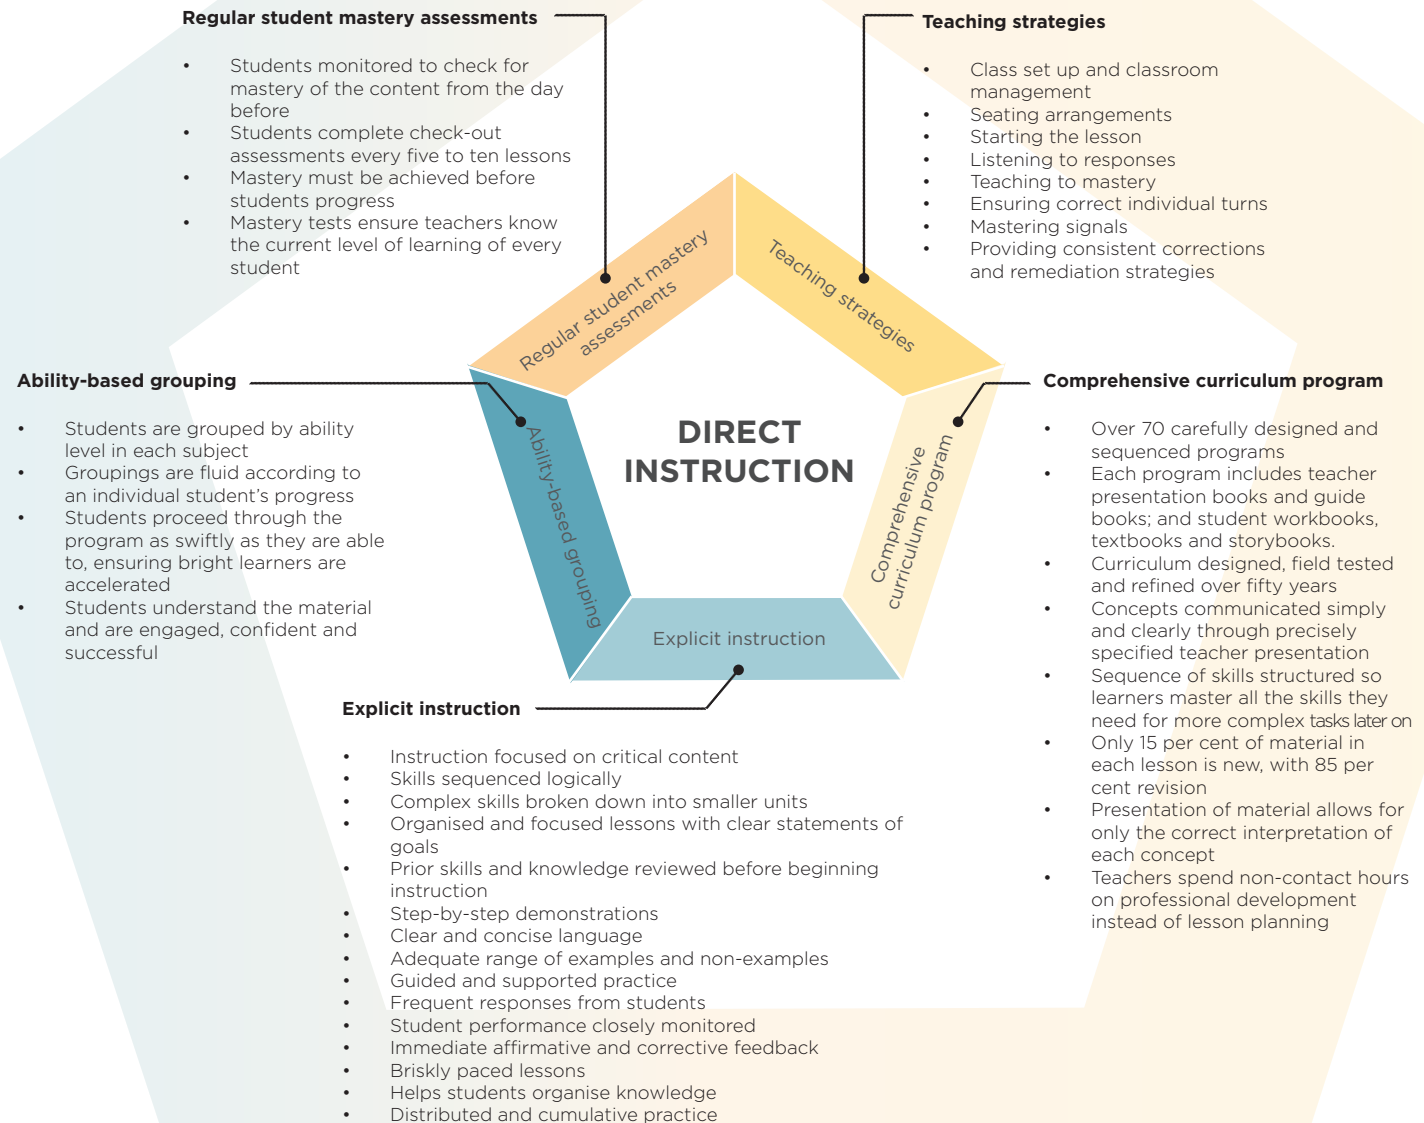 Regular student mastery assessments
• Students monitored to check for
mastery of the content from the day
before
• Students complete check-out
assessments every five to ten lessons
• Mastery must be achieved before
students progress
• Mastery tests ensure teachers know
the current level of learning of every
student
Teaching strategies
• Class set up and classroom
management
• Seating arrangements
• Starting the lesson
• Listening to responses
• Teaching to mastery
• Ensuring correct individual turns
• Mastering signals
• Providing consistent corrections
and remediation strategies
Regular student mastery
assessments
Teaching strategies
Ability-based grouping
• Students are grouped by ability
level in each subject
• Groupings are fluid according to
an individual student’s progress
• Students proceed through the
program as swiftly as they are able
to, ensuring bright learners are
accelerated
• Students understand the material
and are engaged, confident and
successful
Ability-based grouping
DIRECT
INSTRUCTION
Comprehensive
curriculum program
Explicit instruction
Comprehensive curriculum program
• Over 70 carefully designed and
sequenced programs
• Each program includes teacher
presentation books and guide
books; and student workbooks,
textbooks and storybooks.
• Curriculum designed, field tested
and refined over fifty years
• Concepts communicated simply
and clearly through precisely
specified teacher presentation
• Sequence of skills structured so
learners master all the skills they
need for more complex tasks later on
• Only 15 per cent of material in
each lesson is new, with 85 per
cent revision
• Presentation of material allows for
only the correct interpretation of
each concept
• Teachers spend non-contact hours
on professional development
instead of lesson planning
Explicit instruction
• Instruction focused on critical content
• Skills sequenced logically
• Complex skills broken down into smaller units
• Organised and focused lessons with clear statements of
goals
• Prior skills and knowledge reviewed before beginning
instruction
• Step-by-step demonstrations
• Clear and concise language
• Adequate range of examples and non-examples
• Guided and supported practice
• Frequent responses from students
• Student performance closely monitored
• Immediate affirmative and corrective feedback
• Briskly paced lessons
• Helps students organise knowledge
• Distributed and cumulative practice